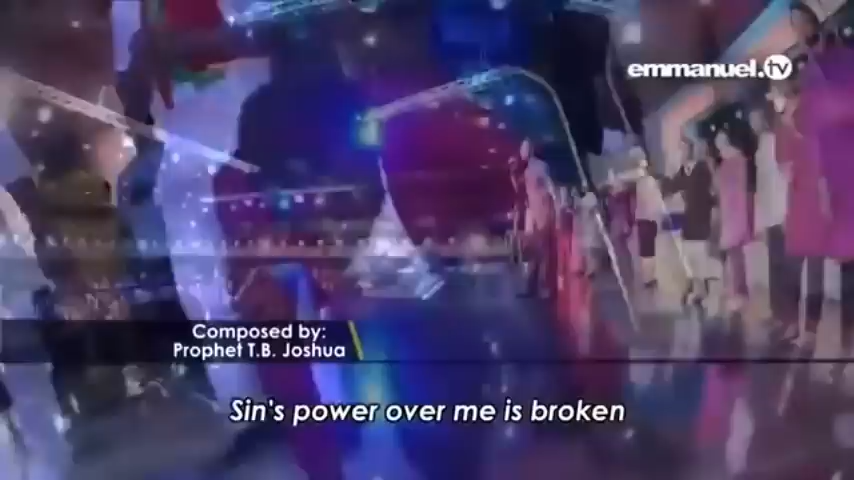 emmanuel.tv
Composed by:
Prophet T.B. Joshua
Sin's power over me is broken